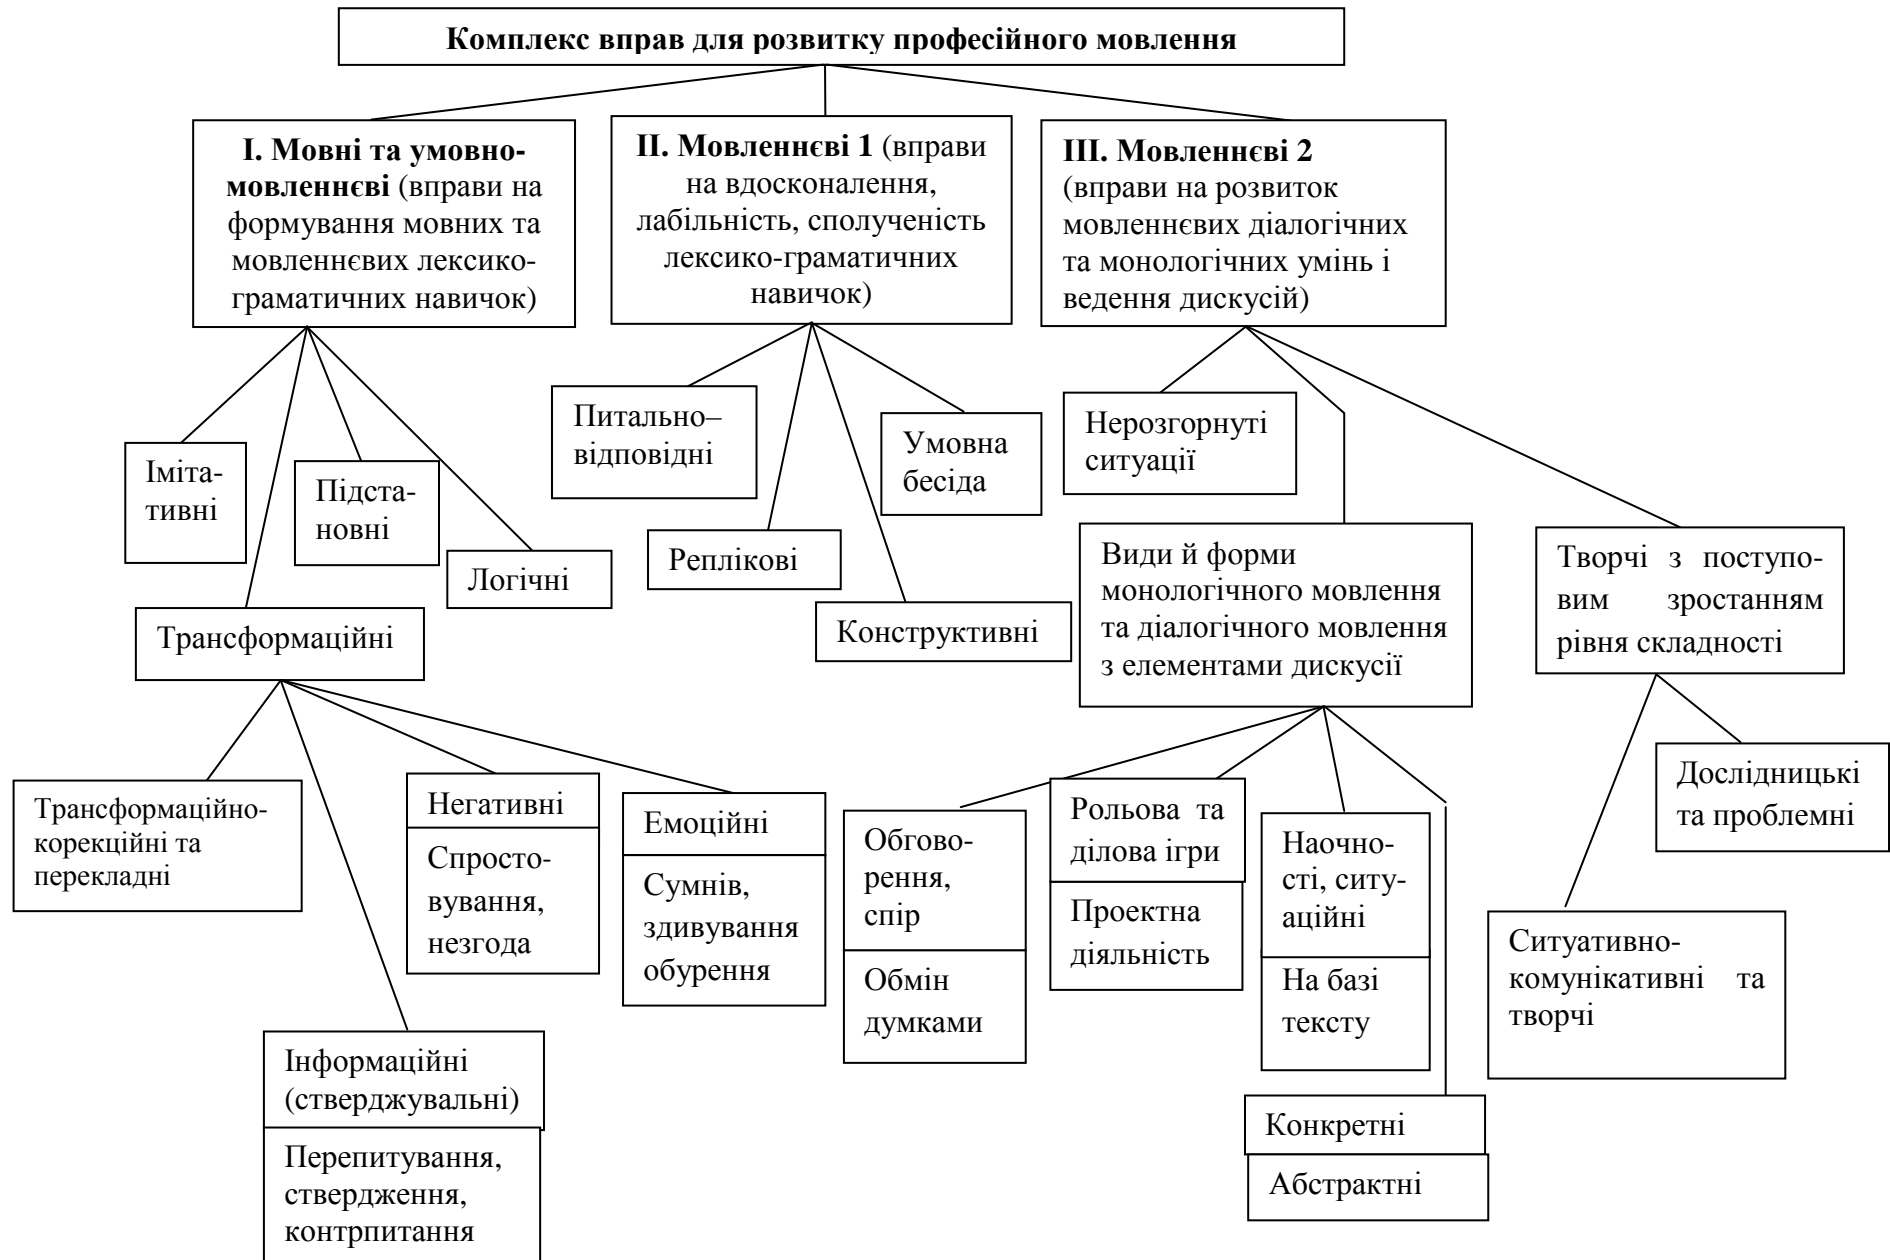 Комплекс вправ для розвитку професійного мовлення
І. Мовні та умовно-
мовленнєві (вправи на
формування мовних та
мовленнєвих лексико-
граматичних навичок)
ІІ. Мовленнєві 1 (вправи
на вдосконалення,
лабільність, сполученість
лексико-граматичних
навичок)
ІІІ. Мовленнєві 2
(вправи на розвиток
мовленнєвих діалогічних
та монологічних умінь і
ведення дискусій)
Іміта-
тивні
Підста-
новні
Логічні
Трансформаційні
Питально–
відповідні
Умовна
бесіда
Реплікові
Конструктивні
Нерозгорнуті
ситуації
Види й форми
монологічного мовлення
та діалогічного мовлення
з елементами дискусії
Творчі з поступо-
вим зростанням
рівня складності
Трансформаційно-
корекційні та
перекладні
Негативні
Спросто-
вування,
незгода
Емоційні
Сумнів,
здивування
обурення
Інформаційні
(стверджувальні)
Перепитування,
ствердження,
контрпитання
Обгово-
рення,
спір
Обмін
думками
Рольова та
ділова ігри
Проектна
діяльність
Наочно-
сті, ситу-
аційні
На базі
тексту
Конкретні
Абстрактні
Дослідницькі
та проблемні
Ситуативно-
комунікативні та
творчі